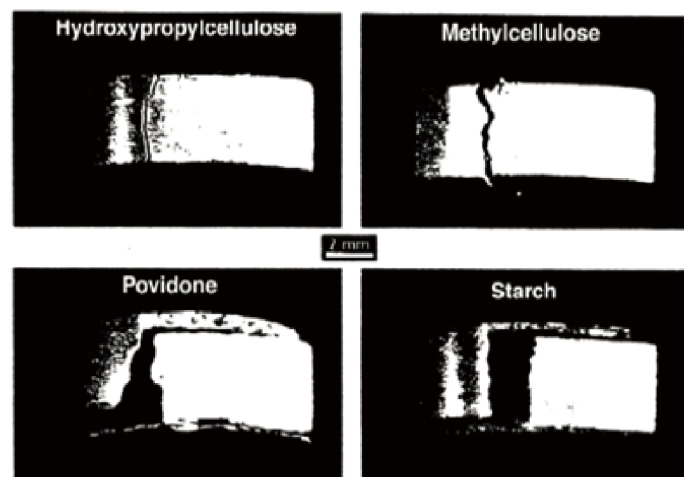 Hydroxypropylcellulose
Methylcellulose
2 mm
Povidone
Starch